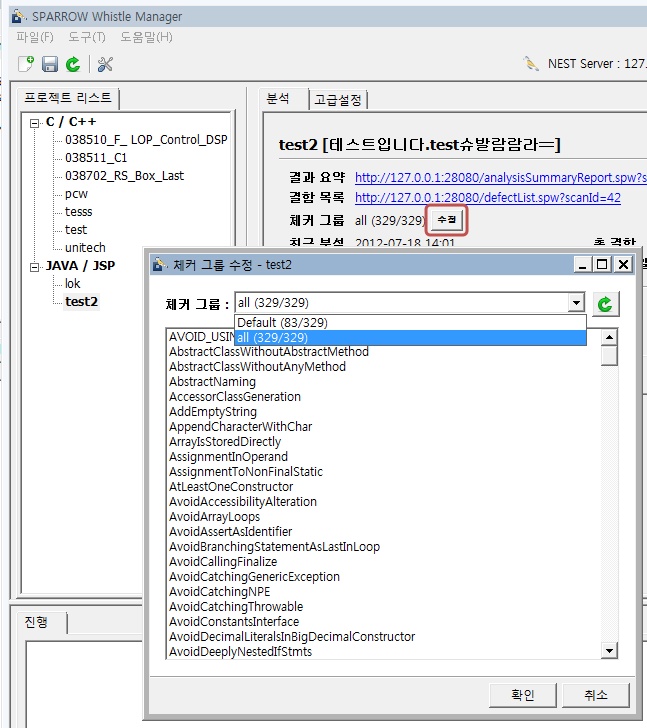 SPARROW Whistle Manager
파일(F) 도구(T) 도움말(H)
NEST Server : 127.
프로젝트 리스트
C / C++
038510_F_ LOP_Control_DSP
038511_C1
038702_RS_Box_Last
pcw
tesss
test
unitech
JAVA / JSP
lok
test2
분석 고급설정
test2 [테스트입니다.test슈발람람라ㅡ]
결과 요약 http://127.0.0.1:28080/analysisSummaryReport.spw?s
결함 목록 http://127.0.0.1:28080/defectList.spw?scanId=42
체커 그룹 all (329/329) 수정
최근 분석 2012-07-18 14:01 총 결함
체커 그룹 수정 - test2
체커 그룹 : all (329/329)
Default (83/329)
all (329/329)
AVOID_USIN
AbstractClassWithoutAbstractMethod
AbstractClassWithoutAnyMethod
AbstractNaming
AccessorClassGeneration
AddEmptyString
AppendCharacterWithChar
ArrayIsStoredDirectly
AssignmentInOperand
AssignmentToNonFinalStatic
AtLeastOneConstructor
AvoidAccessibilityAlteration
AvoidArrayLoops
AvoidAssertAsIdentifier
AvoidBranchingStatementAsLastInLoop
AvoidCallingFinalize
AvoidCatchingGenericException
AvoidCatchingNPE
AvoidCatchingThrowable
AvoidConstantsInterface
AvoidDecimalLiteralsInBigDecimalConstructor
AvoidDeeplyNestedIfStmts
확인 취소
진행